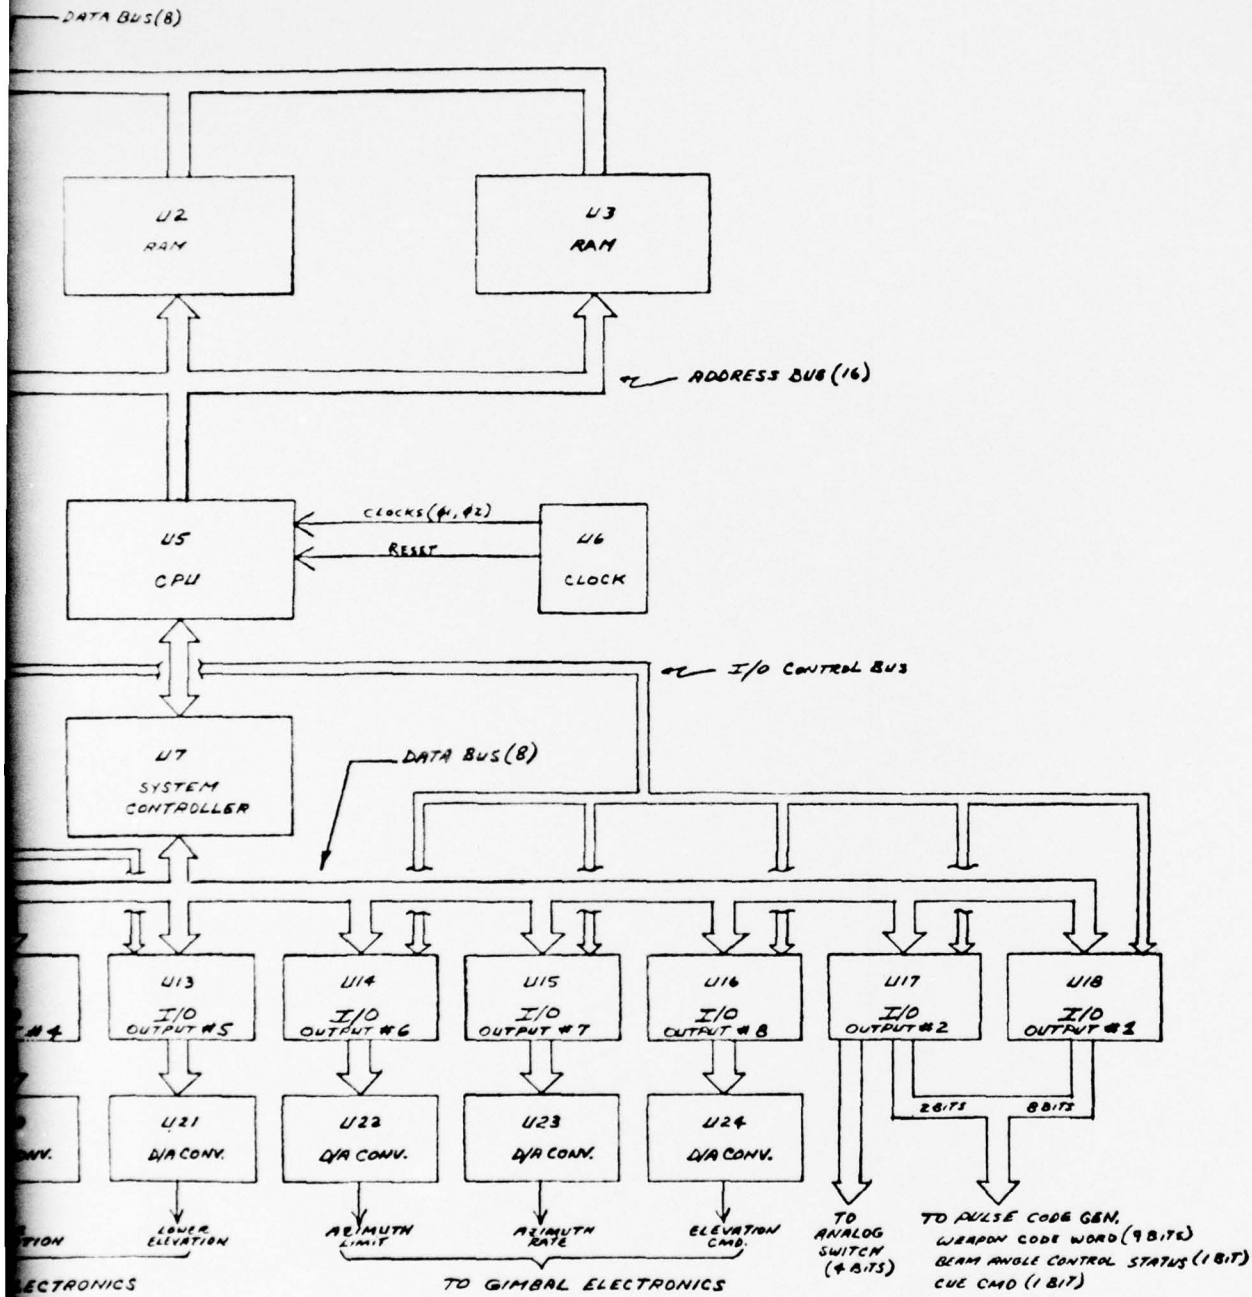 DATA BUS(8)
U2
RAM
U3
RAM
ADDRESS BUS(16)
U5
CPU
CLOCKS(ϕ1, ϕ2)
RESET
U6
CLOCK
I/O CONTROL BUS
U7
SYSTEM
CONTROLLER
DATA BUS(8)
#4
U13
I/O
OUTPUT #5
U14
I/O
OUTPUT #6
U15
I/O
OUTPUT #7
U16
I/O
OUTPUT #8
U17
I/O
OUTPUT #2
U18
I/O
OUTPUT #1
2 BITS
8 BITS
ONV.
U21
D/A CONV.
U22
D/A CONV.
U23
D/A CONV.
U24
D/A CONV.
TION
LOWER
ELEVATION
AZIMUTH
LIMIT
AZIMUTH
RATE
ELEVATION
CMD.
ECTRONICS
TO GIMBAL ELECTRONICS
TO
ANALOG
SWITCH
(4 BITS)
TO PULSE CODE GEN.
WEAPON CODE WORD (9 BITS)
BEAM ANGLE CONTROL STATUS (1 BIT)
CUE CMD (1 BIT)